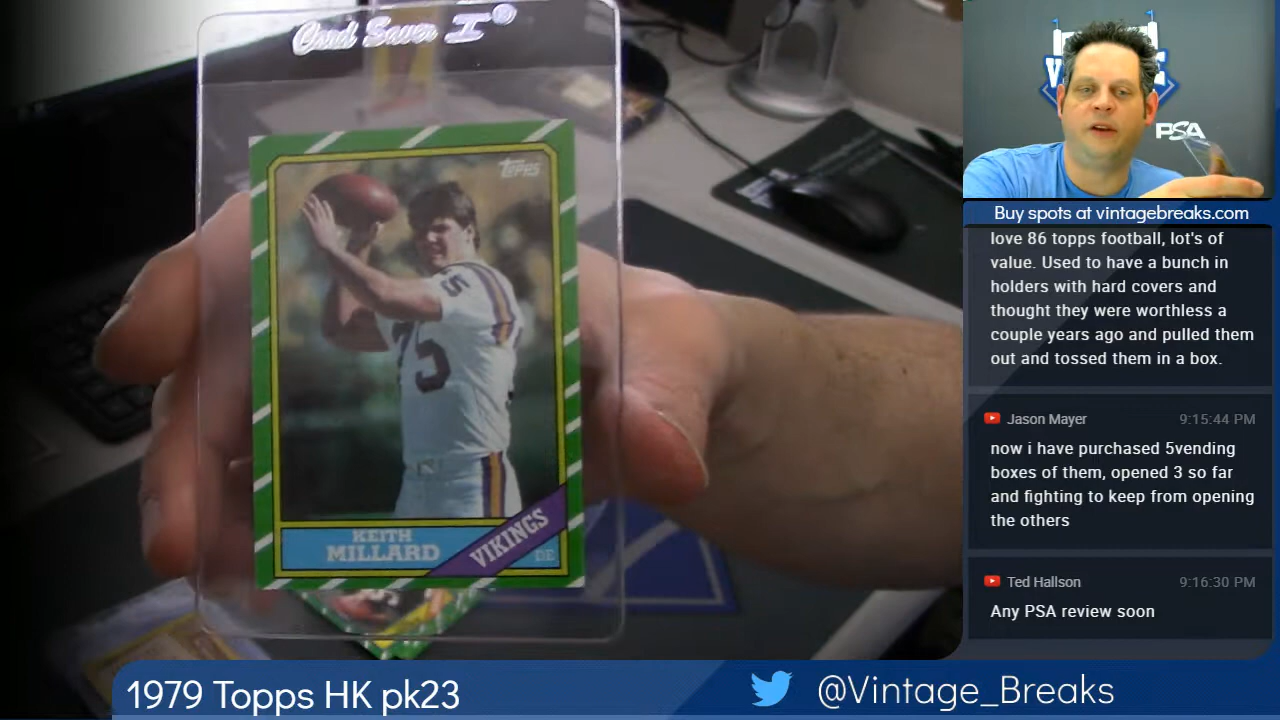 Card Saver I®
Topps
75
KEITH
MILLARD
VIKINGS
DE
PSA
Buy spots at vintagebreaks.com
love 86 topps football, lot's of
value. Used to have a bunch in
holders with hard covers and
thought they were worthless a
couple years ago and pulled them
out and tossed them in a box.
Jason Mayer 9:15:44 PM
now i have purchased 5vending
boxes of them, opened 3 so far
and fighting to keep from opening
the others
Ted Hallson 9:16:30 PM
Any PSA review soon
1979 Topps HK pk23
@Vintage_Breaks